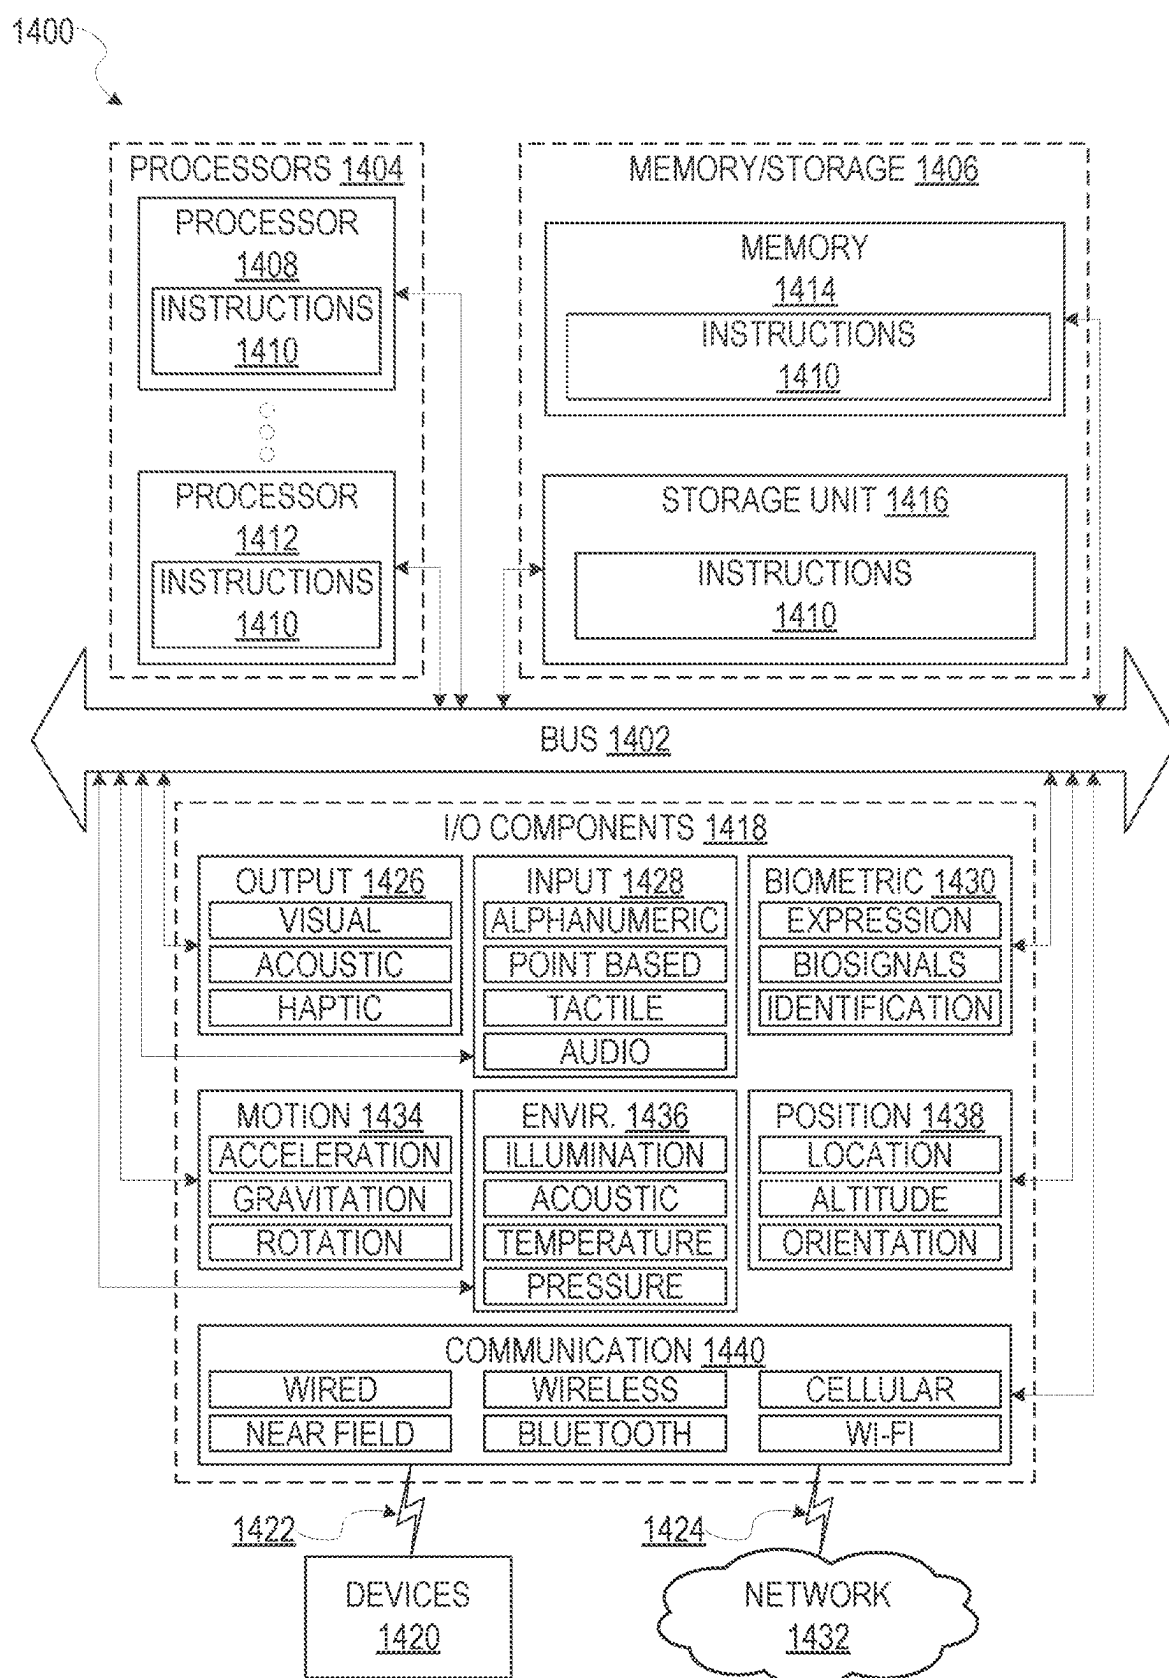 1400
PROCESSORS 1404
PROCESSOR
1408
INSTRUCTIONS
1410
PROCESSOR
1412
INSTRUCTIONS
1410
MEMORY/STORAGE 1406
MEMORY
1414
INSTRUCTIONS
1410
STORAGE UNIT 1416
INSTRUCTIONS
1410
BUS 1402
I/O COMPONENTS 1418
OUTPUT 1426
VISUAL
ACOUSTIC
HAPTIC
INPUT 1428
ALPHANUMERIC
POINT BASED
TACTILE
AUDIO
BIOMETRIC 1430
EXPRESSION
BIOSIGNALS
IDENTIFICATION
MOTION 1434
ACCELERATION
GRAVITATION
ROTATION
ENVIR. 1436
ILLUMINATION
ACOUSTIC
TEMPERATURE
PRESSURE
POSITION 1438
LOCATION
ALTITUDE
ORIENTATION
COMMUNICATION 1440
WIRED
WIRELESS
CELLULAR
NEAR FIELD
BLUETOOTH
WI-FI
1422
1424
DEVICES
1420
NETWORK
1432